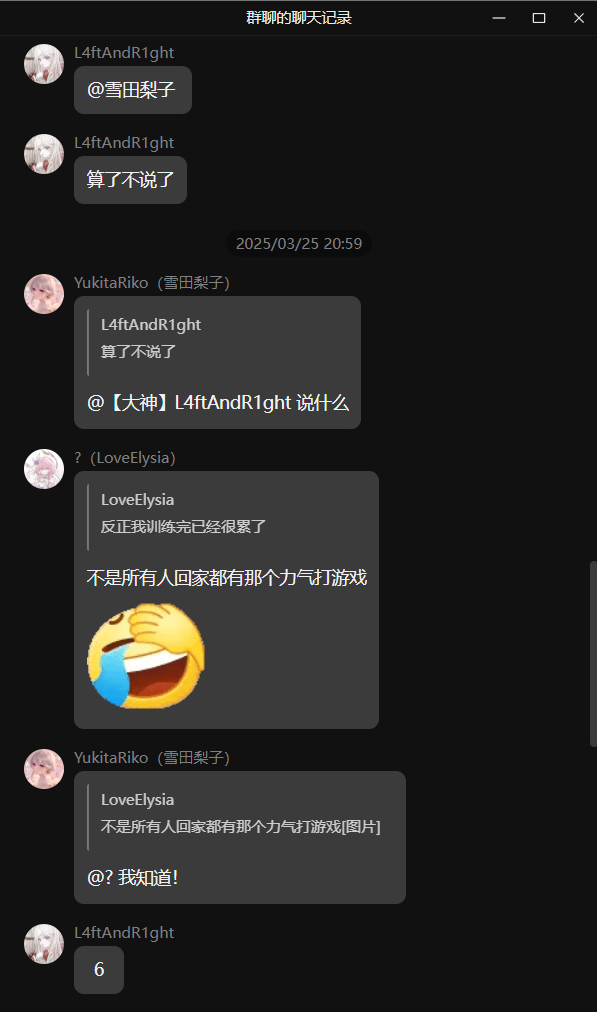 群聊的聊天记录
L4ftAndR1ght
@雪田梨子
L4ftAndR1ght
算了不说了
2025/03/25 20:59
YukitaRiko（雪田梨子）
L4ftAndR1ght
算了不说了
@【大神】L4ftAndR1ght 说什么
?（LoveElysia）
LoveElysia
反正我训练完已经很累了
不是所有人回家都有那个力气打游戏
YukitaRiko（雪田梨子）
LoveElysia
不是所有人回家都有那个力气打游戏[图片]
@? 我知道！
L4ftAndR1ght
6